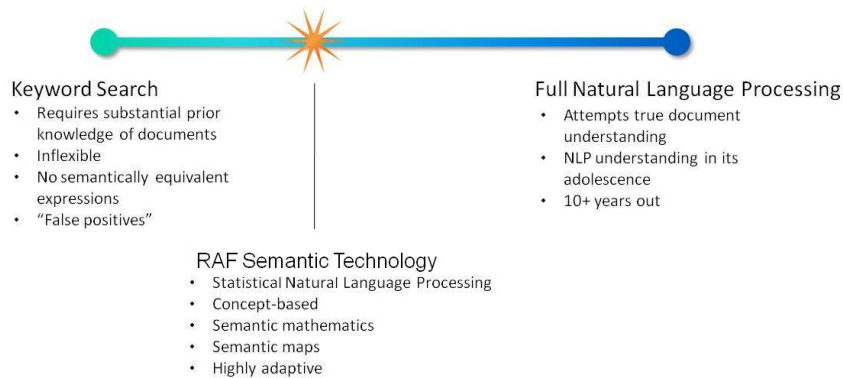 Keyword Search
• Requires substantial prior
knowledge of documents
• Inflexible
• No semantically equivalent
expressions
• “False positives”
Full Natural Language Processing
• Attempts true document
understanding
• NLP understanding in its
adolescence
• 10+ years out
RAF Semantic Technology
• Statistical Natural Language Processing
• Concept-based
• Semantic mathematics
• Semantic maps
• Highly adaptive